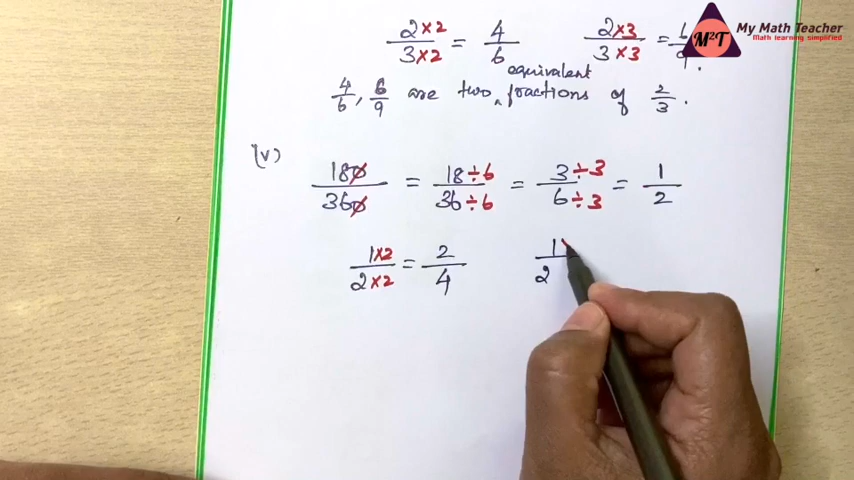 2×2/3×2 = 4/6 2×3/3×3 = 6/9.
equivalent
4/6, 6/9 are two ‸ fractions of 2/3.
(v) 180/360 = 18÷6/36÷6 = 3÷3/6÷3 = 1/2
1×2/2×2 = 2/4 1/2
M²T
My Math Teacher
Math learning simplified